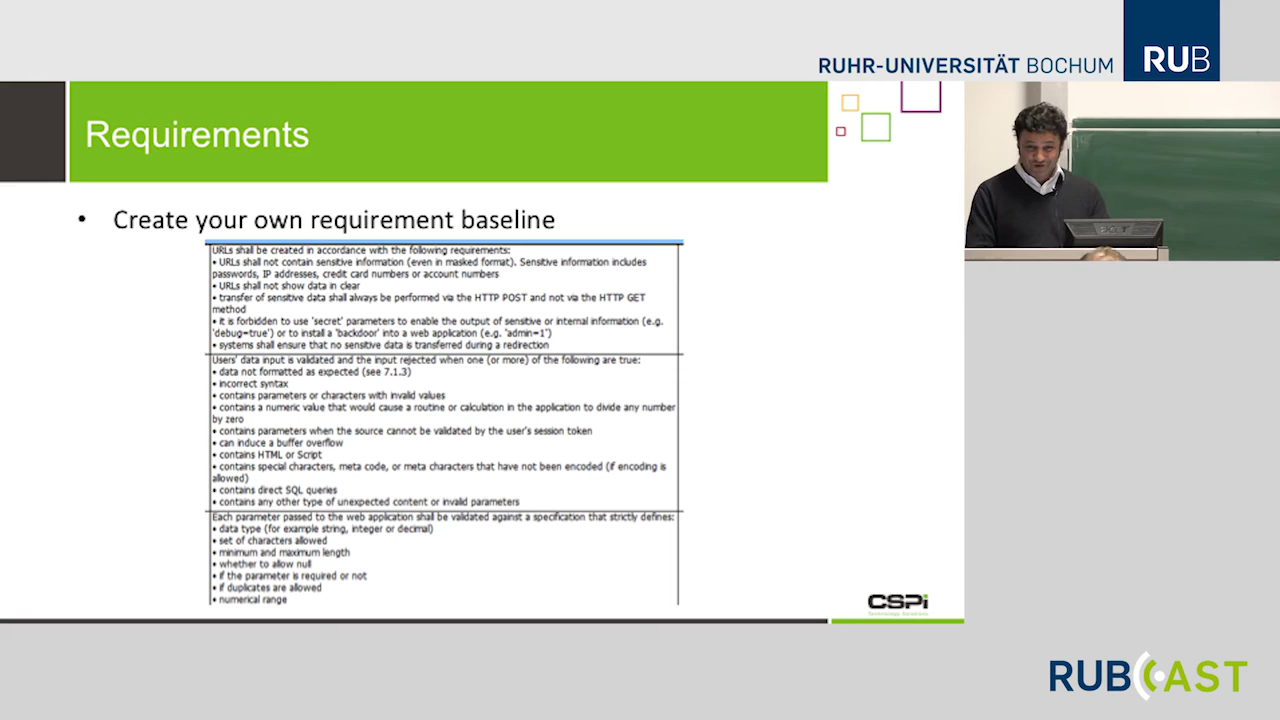 RUHR-UNIVERSITÄT BOCHUM
RUB
Requirements
• Create your own requirement baseline
URLs shall be created in accordance with the following requirements:
• URLs shall not contain sensitive information (even in masked format). Sensitive information includes
passwords, IP addresses, credit card numbers or account numbers
• URLs shall not show data in clear
• transfer of sensitive data shall always be performed via the HTTP POST and not via the HTTP GET
method
• it is forbidden to use 'secret' parameters to enable the output of sensitive or internal information (e.g.
'debug=true') or to install a 'backdoor' into a web application (e.g. 'admin=1')
• systems shall ensure that no sensitive data is transferred during a redirection
Users' data input is validated and the input rejected when one (or more) of the following are true:
• data not formatted as expected (see 7.1.3)
• incorrect syntax
• contains parameters or characters with invalid values
• contains a numeric value that would cause a routine or calculation in the application to divide any number
by zero
• contains parameters when the source cannot be validated by the user's session token
• can induce a buffer overflow
• contains HTML or Script
• contains special characters, meta code, or meta characters that have not been encoded (if encoding is
allowed)
• contains direct SQL queries
• contains any other type of unexpected content or invalid parameters
Each parameter passed to the web application shall be validated against a specification that strictly defines:
• data type (for example string, integer or decimal)
• set of characters allowed
• minimum and maximum length
• whether to allow null
• if the parameter is required or not
• if duplicates are allowed
• numerical range
CSPi
RUBCAST